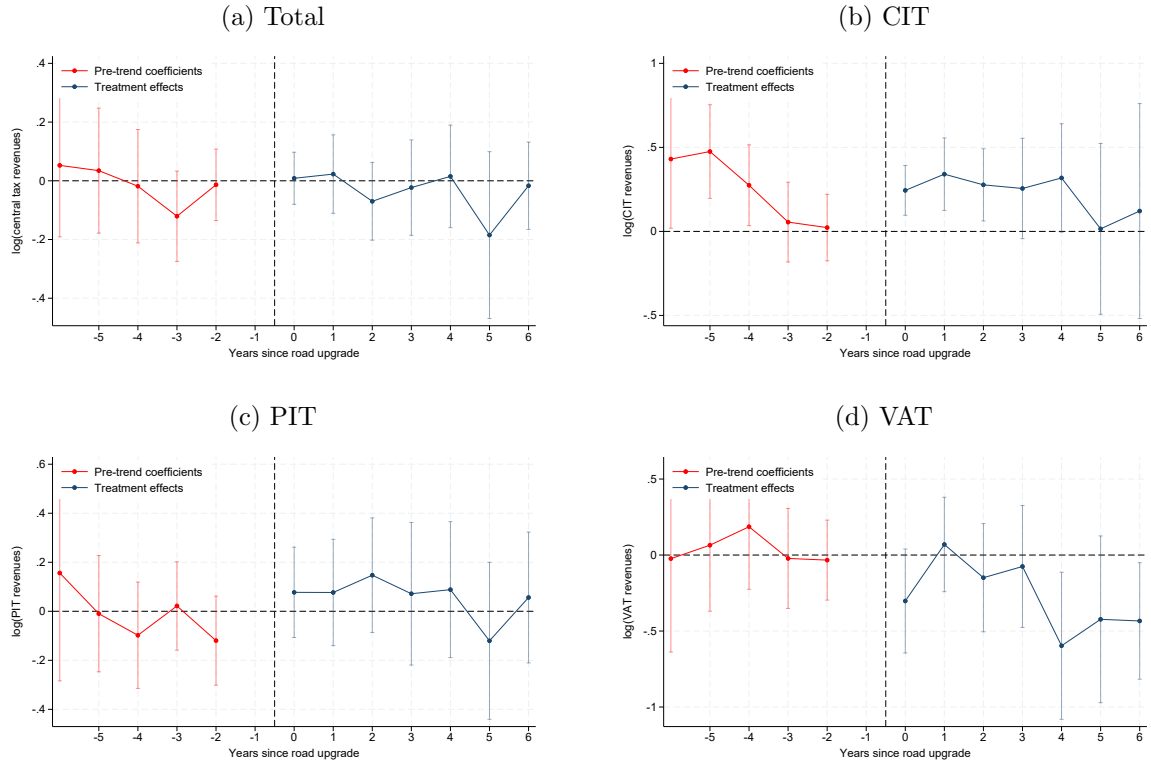 (a) Total
.4
.2
0
-.2
-.4
log(central tax revenues)
Pre-trend coefficients
Treatment effects
-5 -4 -3 -2 -1 0 1 2 3 4 5 6
Years since road upgrade
(b) CIT
1
.5
0
-.5
log(CIT revenues)
Pre-trend coefficients
Treatment effects
-5 -4 -3 -2 -1 0 1 2 3 4 5 6
Years since road upgrade
(c) PIT
.6
.4
.2
0
-.2
-.4
log(PIT revenues)
Pre-trend coefficients
Treatment effects
-5 -4 -3 -2 -1 0 1 2 3 4 5 6
Years since road upgrade
(d) VAT
.5
0
-.5
-1
log(VAT revenues)
Pre-trend coefficients
Treatment effects
-5 -4 -3 -2 -1 0 1 2 3 4 5 6
Years since road upgrade